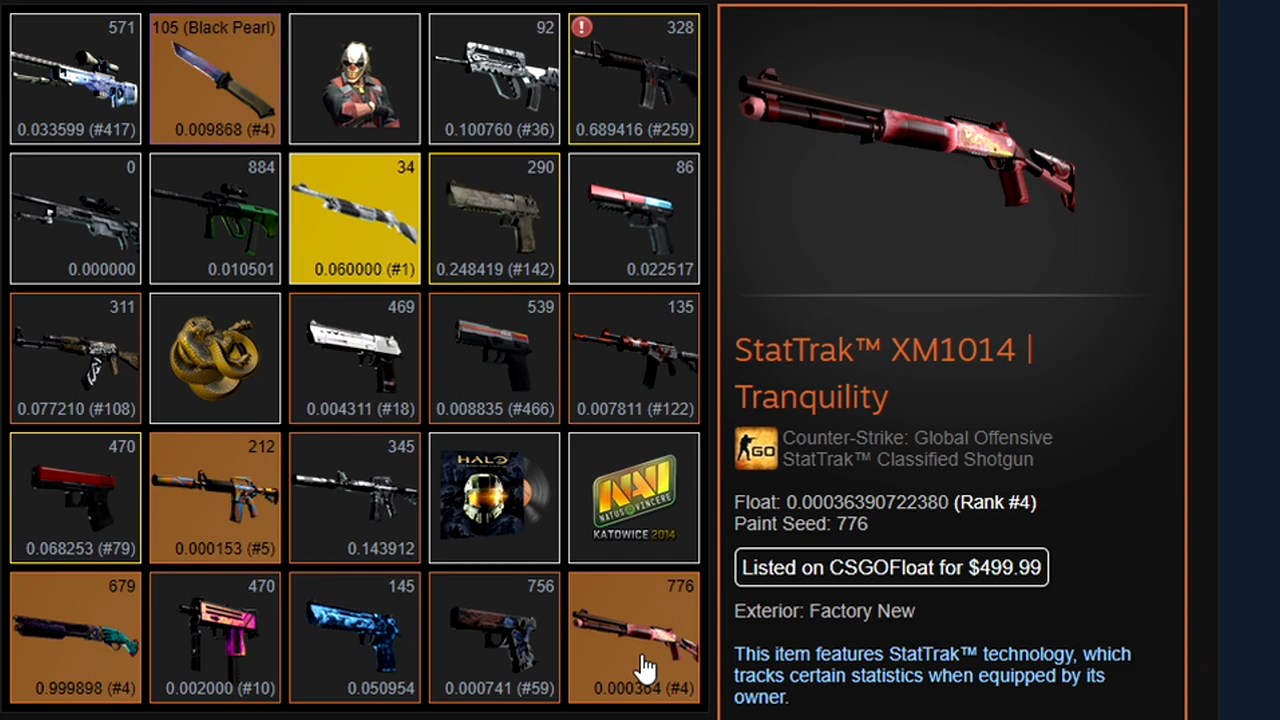 571
105 (Black Pearl)
92
!
328
0.033599 (#417)
0.009868 (#4)
0.100760 (#36)
0.689416 (#259)
0
884
34
290
86
0.000000
0.010501
0.060000 (#1)
0.248419 (#142)
0.022517
311
469
539
135
0.077210 (#108)
0.004311 (#18)
0.008835 (#466)
0.007811 (#122)
470
212
345
HALO
NAVI
NATUS VINCERE
KATOWICE 2014
0.068253 (#79)
0.000153 (#5)
0.143912
679
470
145
756
776
0.999898 (#4)
0.002000 (#10)
0.050954
0.000741 (#59)
0.000364 (#4)
StatTrak™ XM1014 |
Tranquility
GO
Counter-Strike: Global Offensive
StatTrak™ Classified Shotgun
Float: 0.00036390722380 (Rank #4)
Paint Seed: 776
Listed on CSGOFloat for $499.99
Exterior: Factory New
This item features StatTrak™ technology, which
tracks certain statistics when equipped by its
owner.